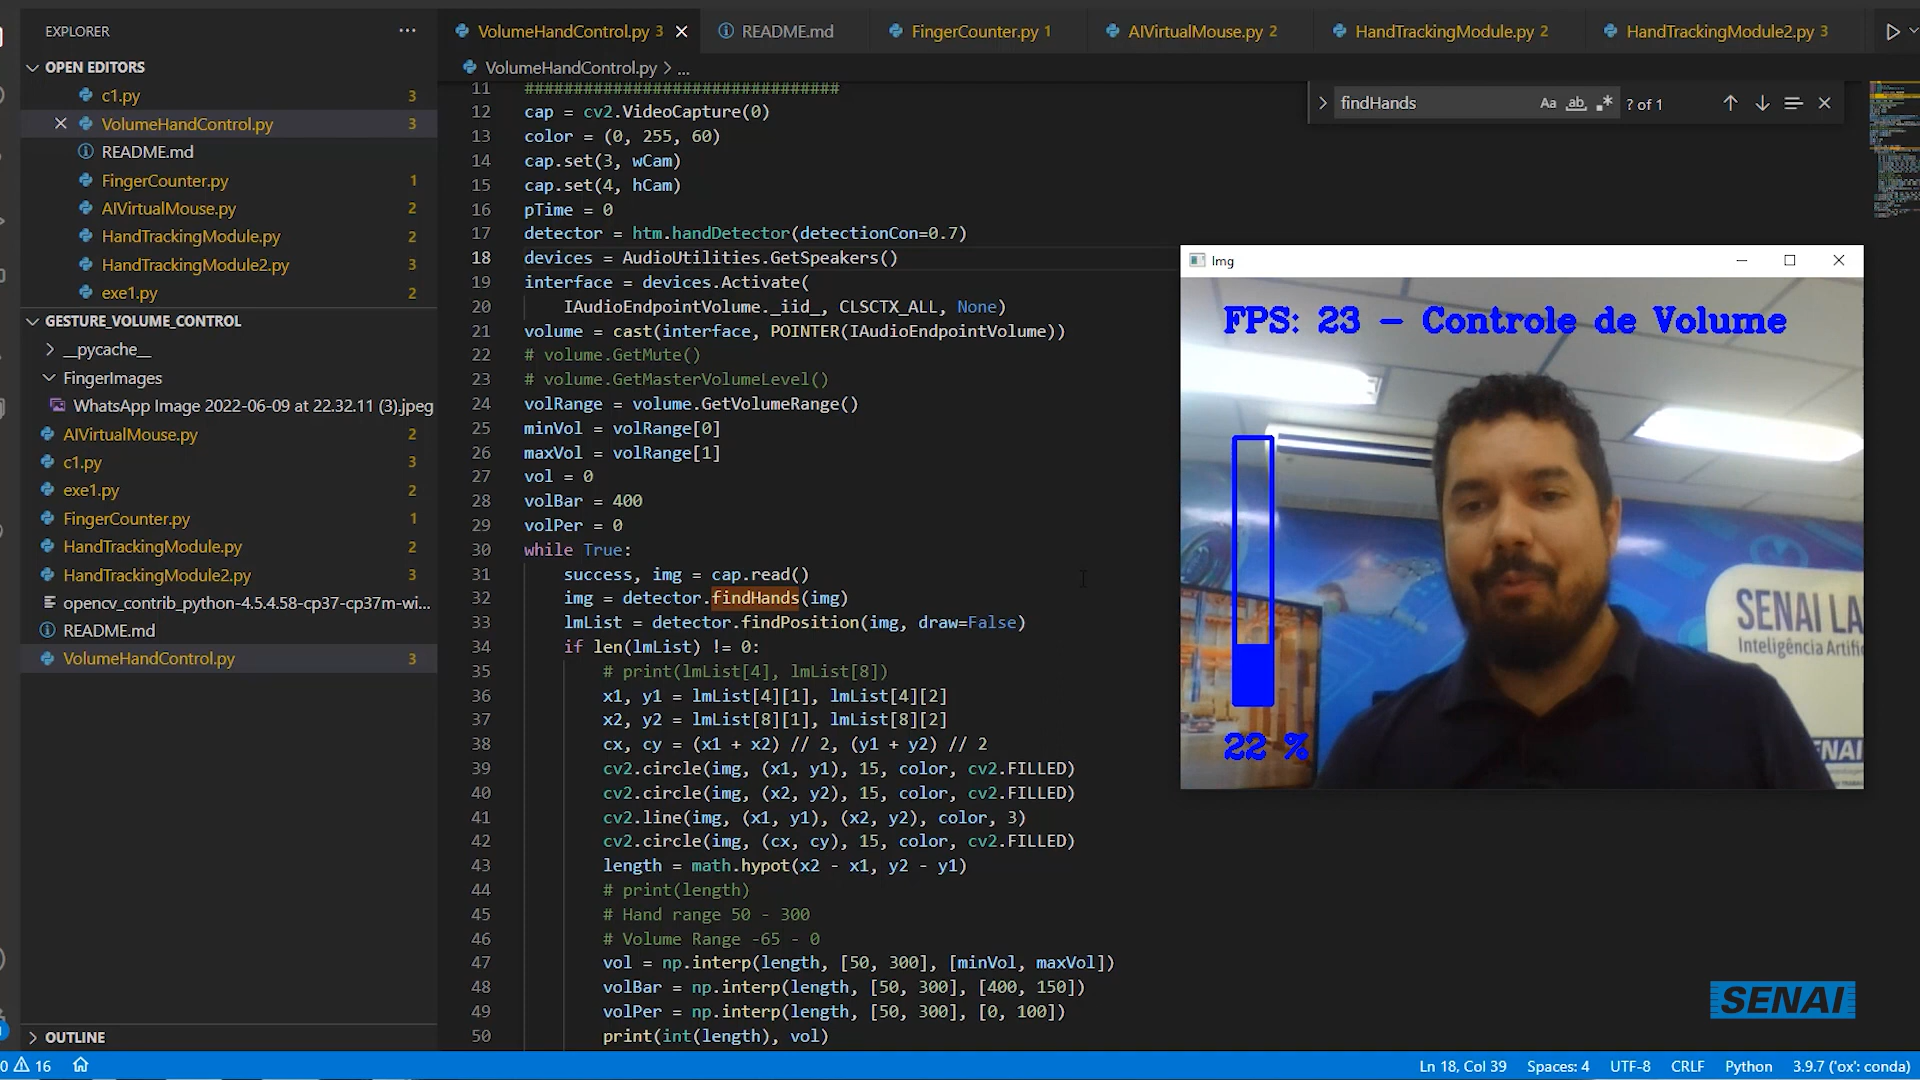 EXPLORER
OPEN EDITORS
c1.py 3
VolumeHandControl.py 3
README.md
FingerCounter.py 1
AIVirtualMouse.py 2
HandTrackingModule.py 2
HandTrackingModule2.py 3
exe1.py 2
GESTURE_VOLUME_CONTROL
__pycache__
FingerImages
WhatsApp Image 2022-06-09 at 22.32.11 (3).jpeg
AIVirtualMouse.py 2
c1.py 3
exe1.py 2
FingerCounter.py 1
HandTrackingModule.py 2
HandTrackingModule2.py 3
opencv_contrib_python-4.5.4.58-cp37-cp37m-wi...
README.md
VolumeHandControl.py 3
OUTLINE
VolumeHandControl.py 3 README.md FingerCounter.py 1 AIVirtualMouse.py 2 HandTrackingModule.py 2 HandTrackingModule2.py 3
VolumeHandControl.py > ...
findHands Aa ab ? of 1
11 ################################
12 cap = cv2.VideoCapture(0)
13 color = (0, 255, 60)
14 cap.set(3, wCam)
15 cap.set(4, hCam)
16 pTime = 0
17 detector = htm.handDetector(detectionCon=0.7)
18 devices = AudioUtilities.GetSpeakers()
19 interface = devices.Activate(
20 IAudioEndpointVolume._iid_, CLSCTX_ALL, None)
21 volume = cast(interface, POINTER(IAudioEndpointVolume))
22 # volume.GetMute()
23 # volume.GetMasterVolumeLevel()
24 volRange = volume.GetVolumeRange()
25 minVol = volRange[0]
26 maxVol = volRange[1]
27 vol = 0
28 volBar = 400
29 volPer = 0
30 while True:
31 success, img = cap.read()
32 img = detector.findHands(img)
33 lmList = detector.findPosition(img, draw=False)
34 if len(lmList) != 0:
35 # print(lmList[4], lmList[8])
36 x1, y1 = lmList[4][1], lmList[4][2]
37 x2, y2 = lmList[8][1], lmList[8][2]
38 cx, cy = (x1 + x2) // 2, (y1 + y2) // 2
39 cv2.circle(img, (x1, y1), 15, color, cv2.FILLED)
40 cv2.circle(img, (x2, y2), 15, color, cv2.FILLED)
41 cv2.line(img, (x1, y1), (x2, y2), color, 3)
42 cv2.circle(img, (cx, cy), 15, color, cv2.FILLED)
43 length = math.hypot(x2 - x1, y2 - y1)
44 # print(length)
45 # Hand range 50 - 300
46 # Volume Range -65 - 0
47 vol = np.interp(length, [50, 300], [minVol, maxVol])
48 volBar = np.interp(length, [50, 300], [400, 150])
49 volPer = np.interp(length, [50, 300], [0, 100])
50 print(int(length), vol)
Img
FPS: 23 - Controle de Volume
22 %
SENAI LA
Inteligência Artifi
NAI
SENAI
0 16 Ln 18, Col 39 Spaces: 4 UTF-8 CRLF Python 3.9.7 ('ox': conda)